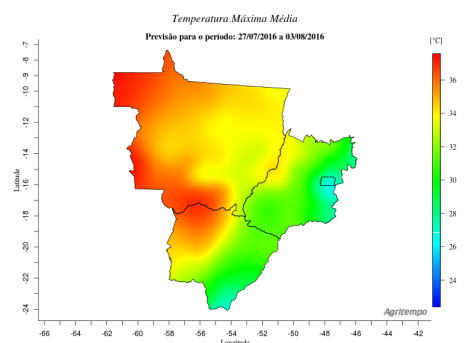 Temperatura Máxima Média
Previsão para o período: 27/07/2016 a 03/08/2016
[°C]
-7
-8
-9
-10
-12
-14
-16
-18
-20
-22
-24
Latitude
36
34
32
30
28
26
24
Agritempo
-66 -64 -62 -60 -58 -56 -54 -52 -50 -48 -46 -44 -42
Longitude